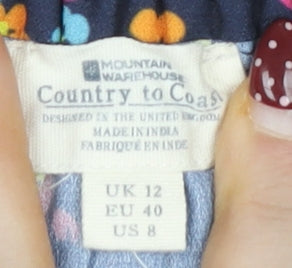 MOUNTAIN
WAREHOUSE
Country to Coast
DESIGNED IN THE UNITED KINGDOM
MADE IN INDIA
FABRIQUÉ EN INDE
UK 12
EU 40
US 8